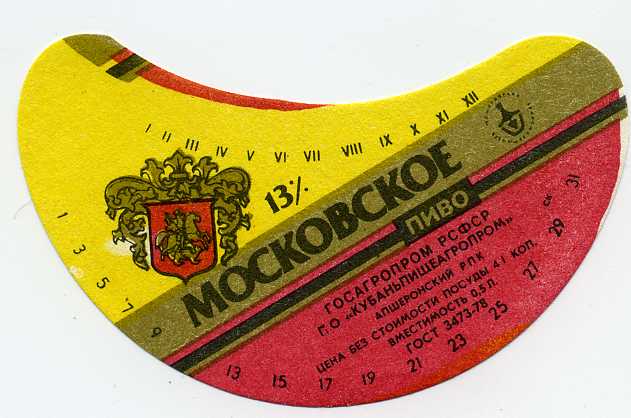 I II III IV V VI VII VIII IX X XI XII
13%
МОСКОВСКОЕ
ПИВО
ГОСАГРОПРОМ РСФСР
Г.О „КУБАНЬПИЩЕАГРОПРОМ"
АПШЕРОНСКИЙ РПК
ЦЕНА БЕЗ СТОИМОСТИ ПОСУДЫ 41 КОП.
ВМЕСТИМОСТЬ 0.5 Л.
ГОСТ 3473-78
1 3 5 7 9 13 15 17 19 21 23 25 27 29 31